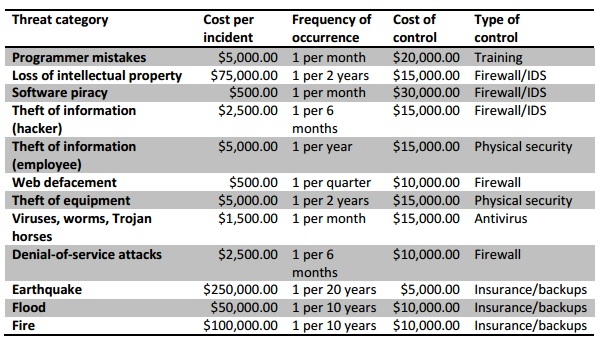 Threat category Cost per incident Frequency of occurrence Cost of control Type of control
Programmer mistakes $5,000.00 1 per month $20,000.00 Training
Loss of intellectual property $75,000.00 1 per 2 years $15,000.00 Firewall/IDS
Software piracy $500.00 1 per month $30,000.00 Firewall/IDS
Theft of information (hacker) $2,500.00 1 per 6 months $15,000.00 Firewall/IDS
Theft of information (employee) $5,000.00 1 per year $15,000.00 Physical security
Web defacement $500.00 1 per quarter $10,000.00 Firewall
Theft of equipment $5,000.00 1 per 2 years $15,000.00 Physical security
Viruses, worms, Trojan horses $1,500.00 1 per month $15,000.00 Antivirus
Denial-of-service attacks $2,500.00 1 per 6 months $10,000.00 Firewall
Earthquake $250,000.00 1 per 20 years $5,000.00 Insurance/backups
Flood $50,000.00 1 per 10 years $10,000.00 Insurance/backups
Fire $100,000.00 1 per 10 years $10,000.00 Insurance/backups